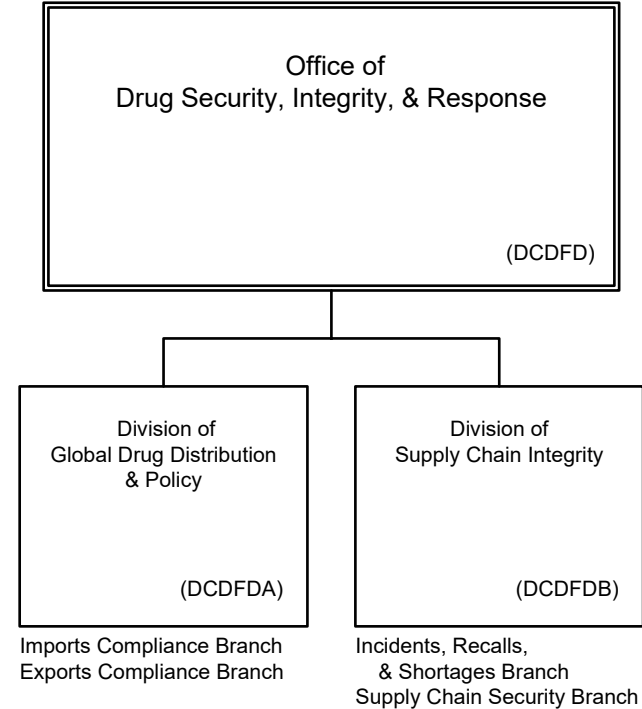 Office of
Drug Security, Integrity, & Response
(DCDFD)
Division of
Global Drug Distribution
& Policy
(DCDFDA)
Imports Compliance Branch
Exports Compliance Branch
Division of
Supply Chain Integrity
(DCDFDB)
Incidents, Recalls,
& Shortages Branch
Supply Chain Security Branch